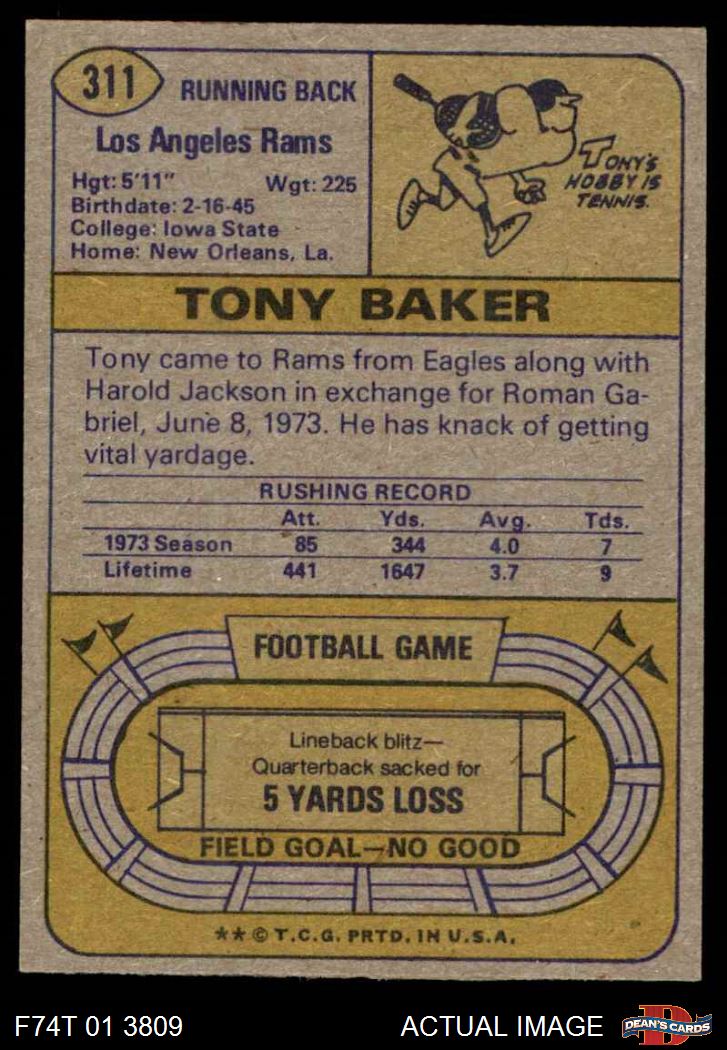 311
RUNNING BACK
Los Angeles Rams
Hgt: 5'11" Wgt: 225
Birthdate: 2-16-45
College: Iowa State
Home: New Orleans, La.
TONY'S
HOBBY IS
TENNIS.
TONY BAKER
Tony came to Rams from Eagles along with
Harold Jackson in exchange for Roman Ga-
briel, June 8, 1973. He has knack of getting
vital yardage.
RUSHING RECORD
Att. Yds. Avg. Tds.
1973 Season 85 344 4.0 7
Lifetime 441 1647 3.7 9
FOOTBALL GAME
Lineback blitz—
Quarterback sacked for
5 YARDS LOSS
FIELD GOAL—NO GOOD
** © T.C.G. PRTD. IN U.S.A.
F74T 01 3809 ACTUAL IMAGE
D
DEAN'S CARDS